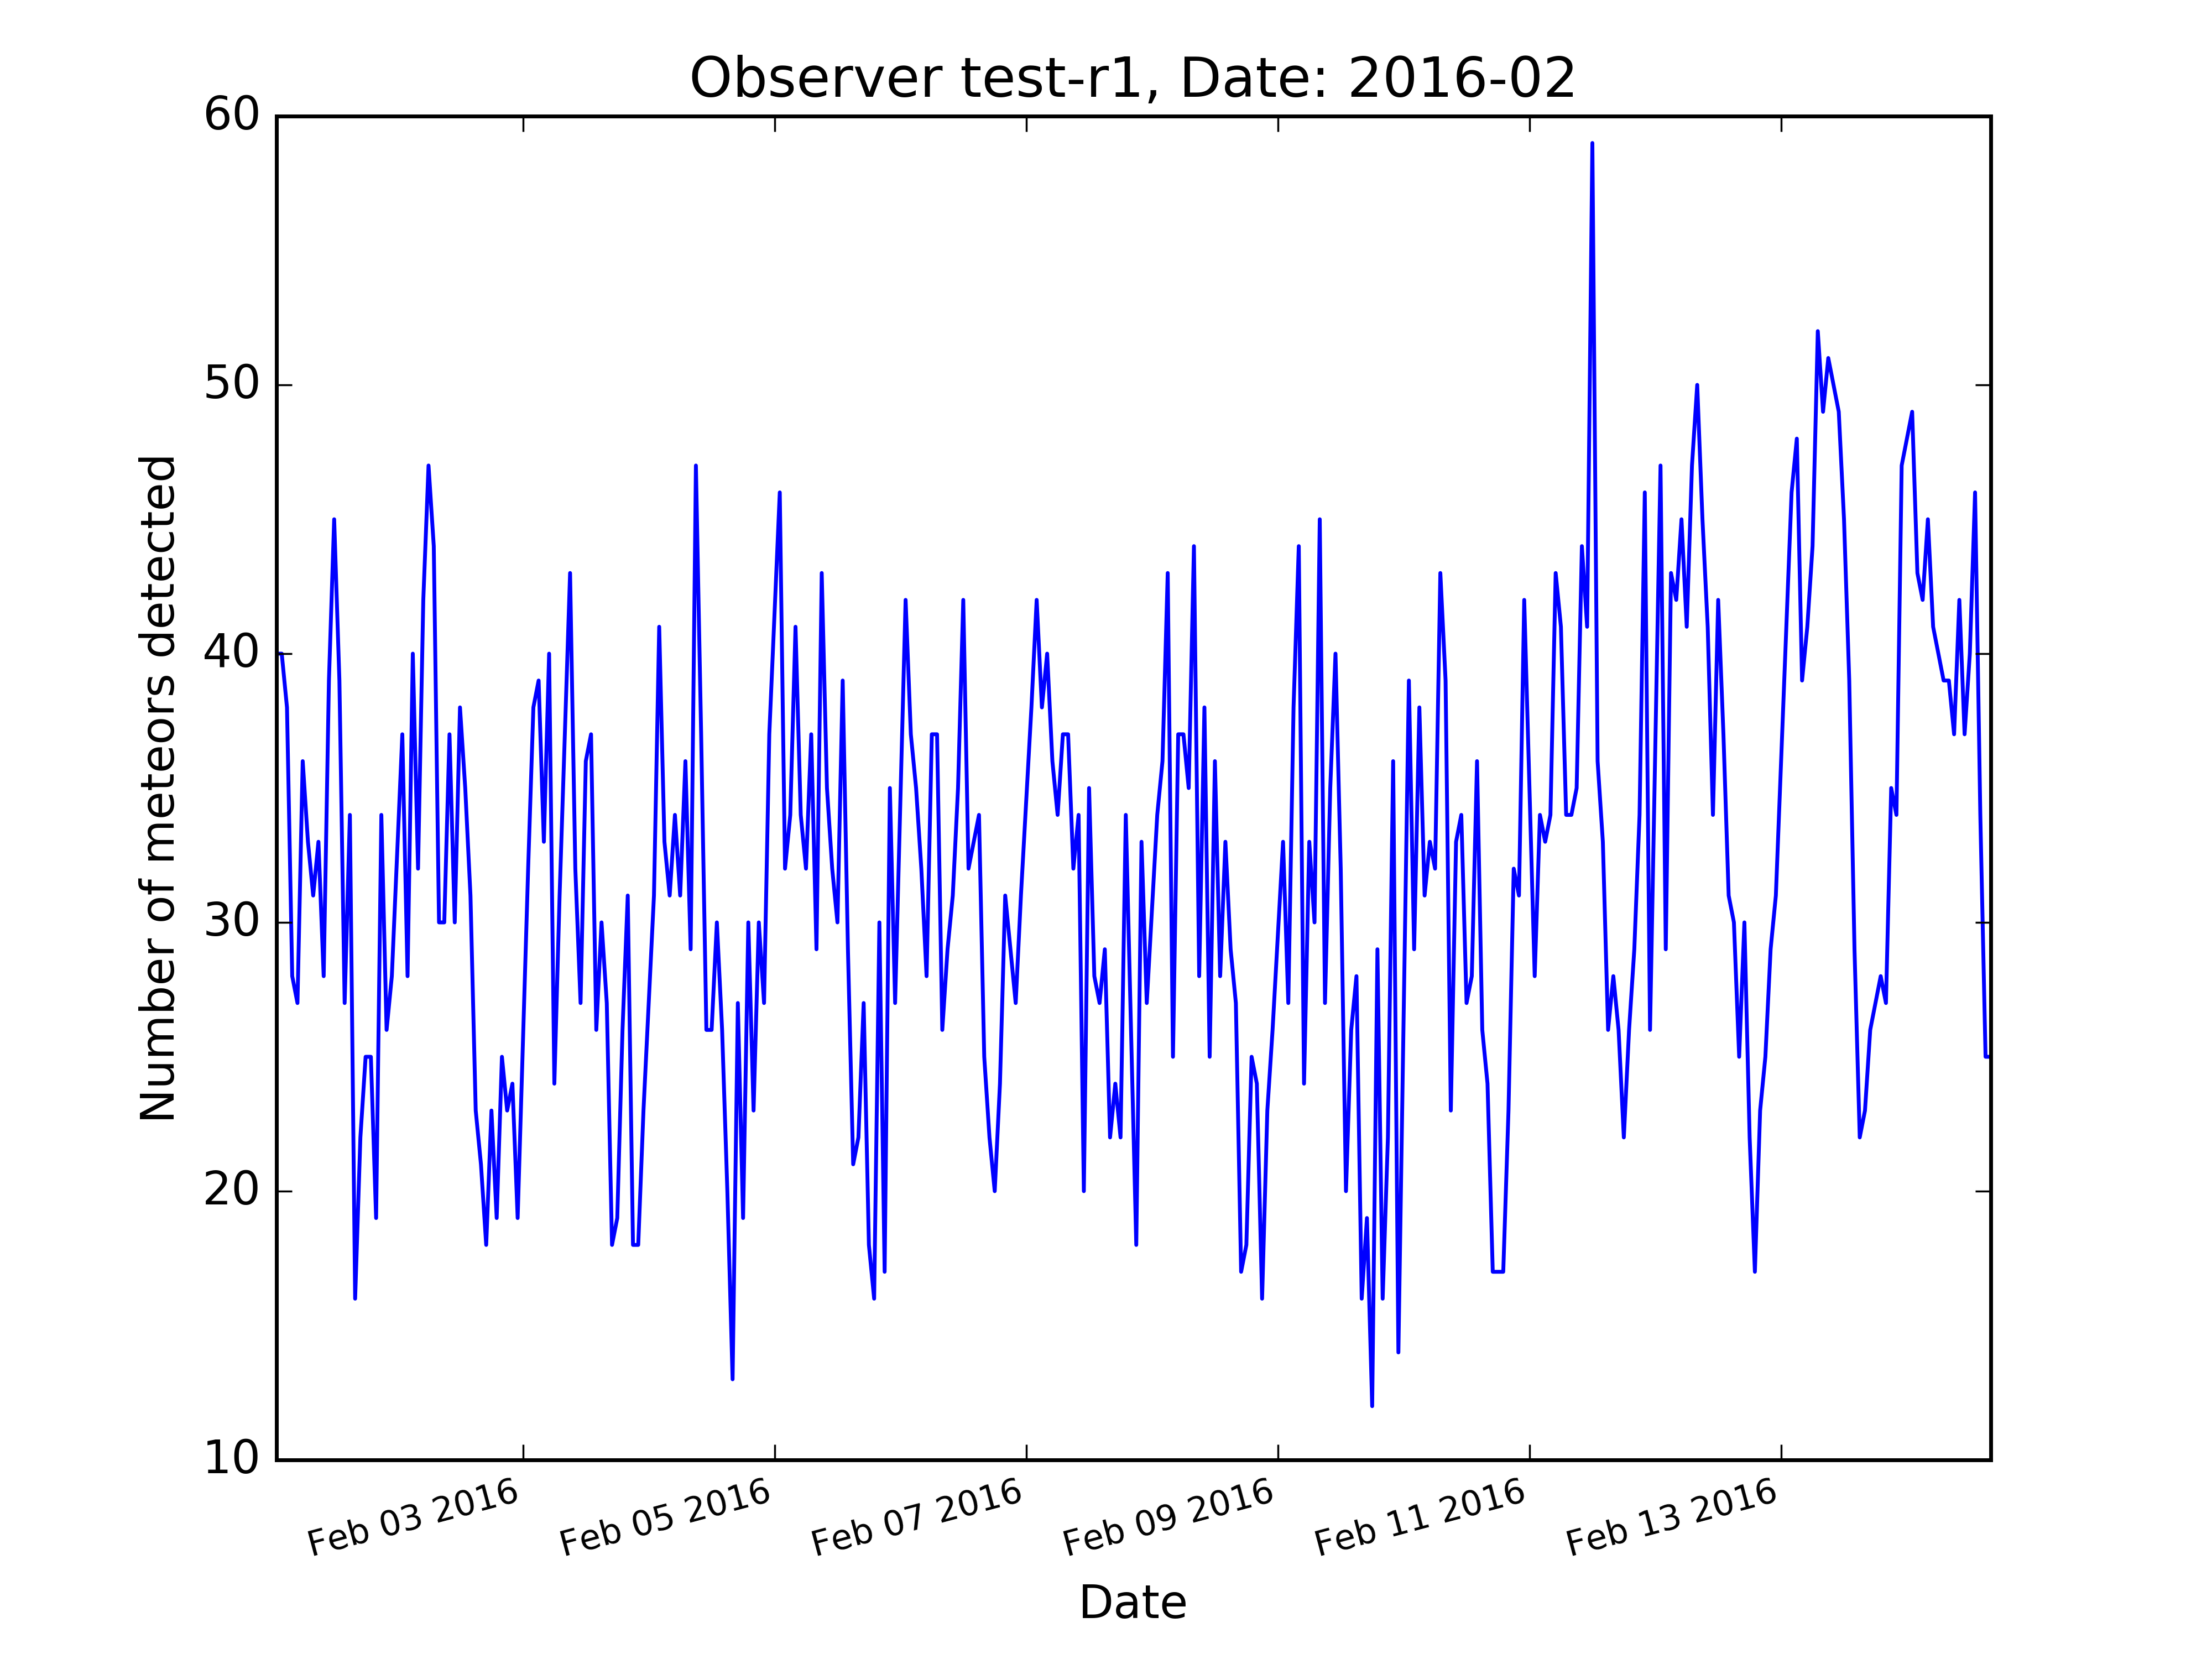 Observer test-r1, Date: 2016-02
60
50
40
30
20
10
Number of meteors detected
Feb 03 2016
Feb 05 2016
Feb 07 2016
Feb 09 2016
Feb 11 2016
Feb 13 2016
Date